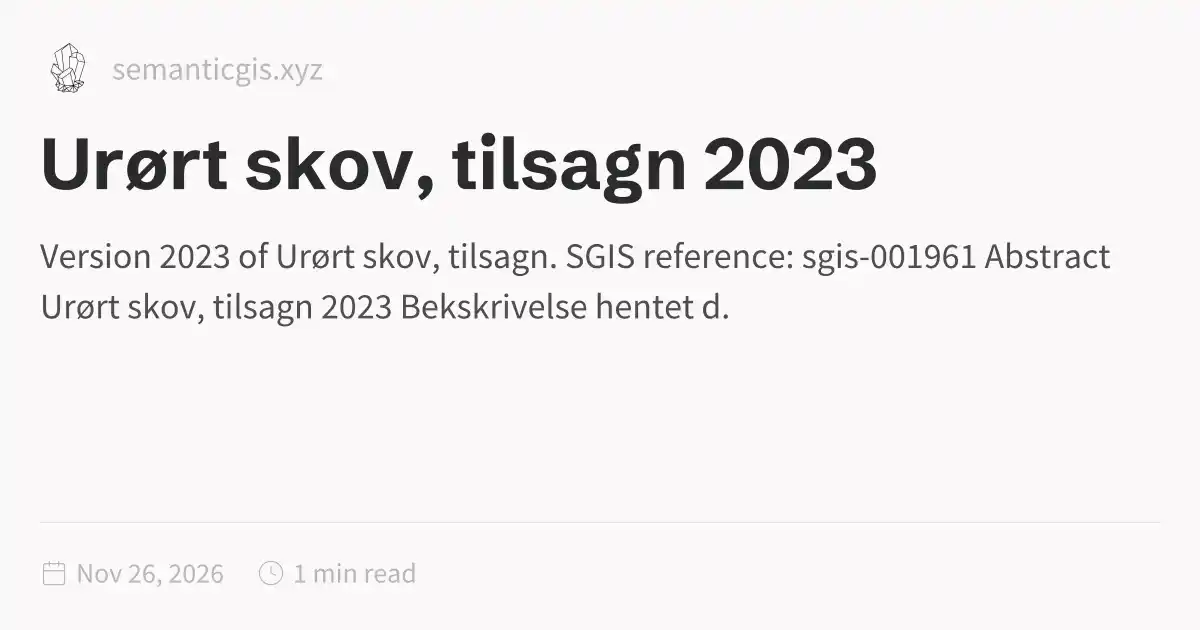 semanticgis.xyz
Urørt skov, tilsagn 2023
Version 2023 of Urørt skov, tilsagn. SGIS reference: sgis-001961 Abstract
Urørt skov, tilsagn 2023 Bekskrivelse hentet d.
Nov 26, 2026 1 min read